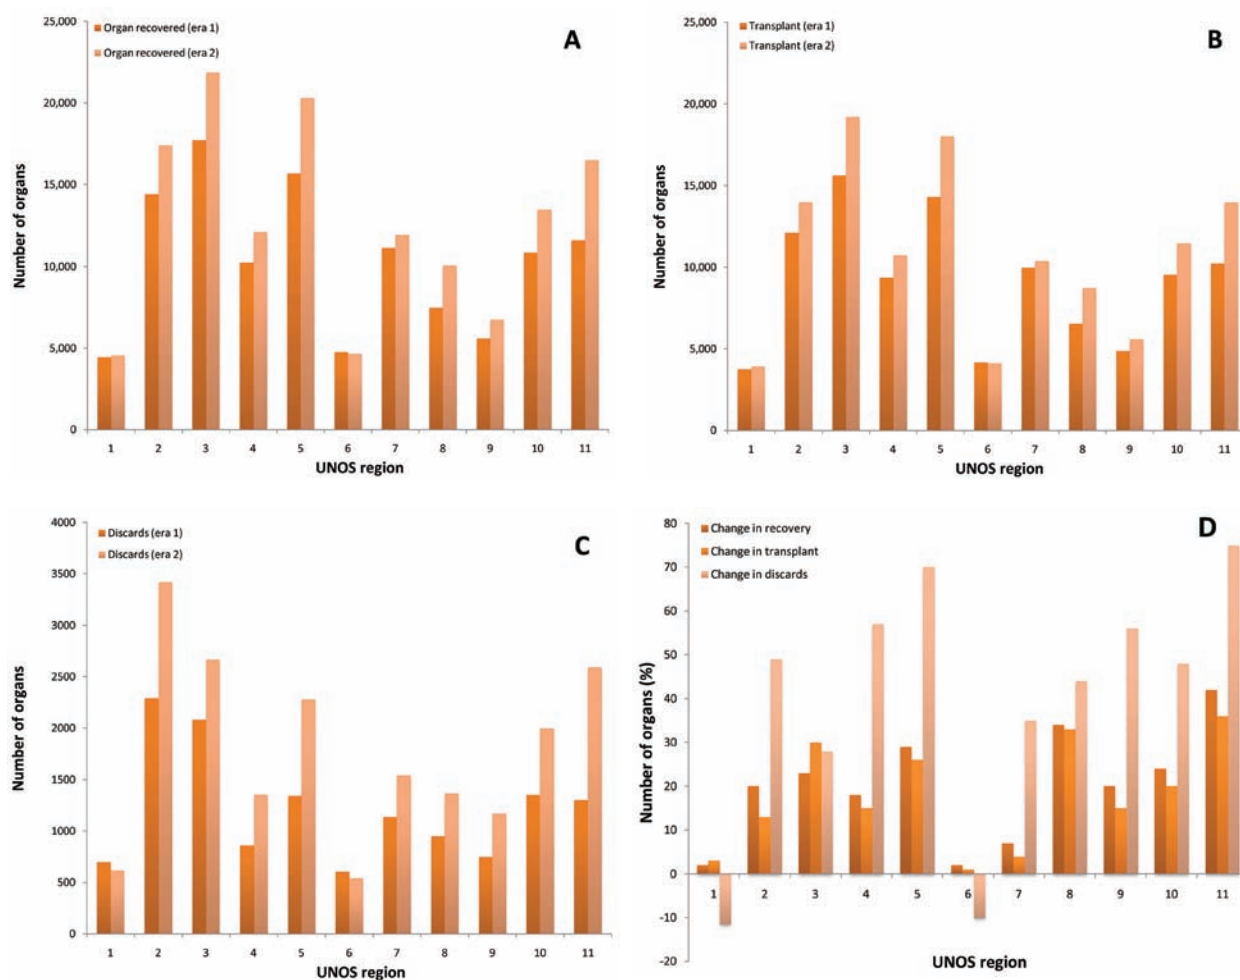 Organ recovered (era 1)
Organ recovered (era 2)
A
25,000
20,000
15,000
10,000
5,000
0
Number of organs
1 2 3 4 5 6 7 8 9 10 11
UNOS region
Transplant (era 1)
Transplant (era 2)
B
25,000
20,000
15,000
10,000
5,000
0
Number of organs
1 2 3 4 5 6 7 8 9 10 11
UNOS region
Discards (era 1)
Discards (era 2)
C
4000
3500
3000
2500
2000
1500
1000
500
0
Number of organs
1 2 3 4 5 6 7 8 9 10 11
UNOS region
Change in recovery
Change in transplant
Change in discards
D
80
70
60
50
40
30
20
10
0
-10
-20
Number of organs (%)
1 2 3 4 5 6 7 8 9 10 11
UNOS region